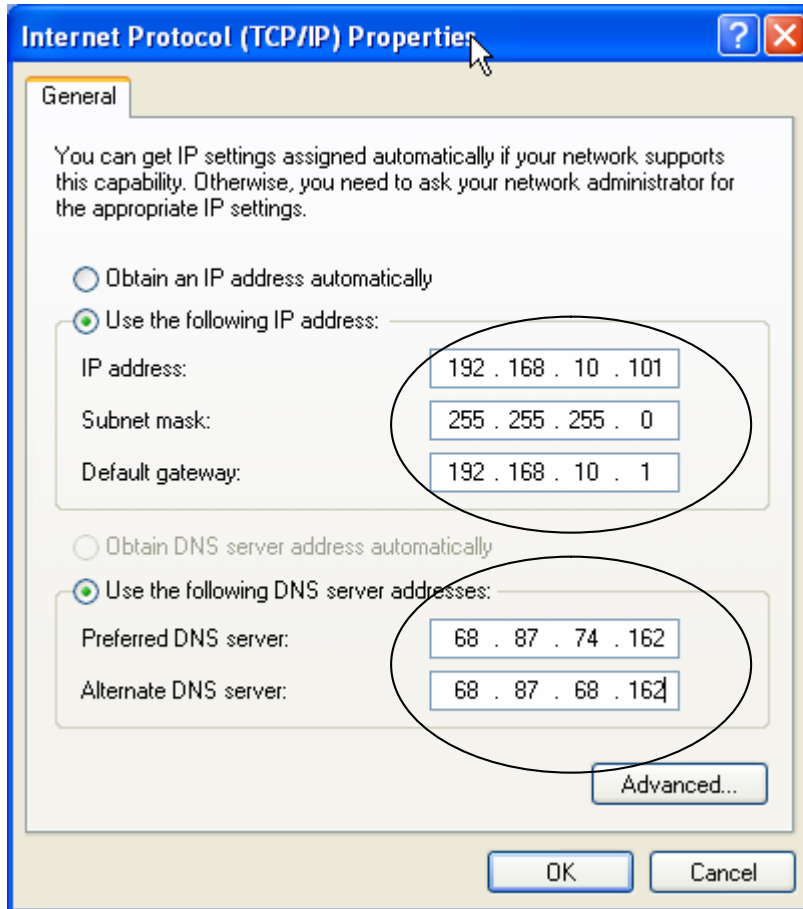 Internet Protocol (TCP/IP) Properties
General
You can get IP settings assigned automatically if your network supports
this capability. Otherwise, you need to ask your network administrator for
the appropriate IP settings.
Obtain an IP address automatically
Use the following IP address:
IP address: 192 . 168 . 10 . 101
Subnet mask: 255 . 255 . 255 . 0
Default gateway: 192 . 168 . 10 . 1
Obtain DNS server address automatically
Use the following DNS server addresses:
Preferred DNS server: 68 . 87 . 74 . 162
Alternate DNS server: 68 . 87 . 68 . 162
Advanced...
OK Cancel